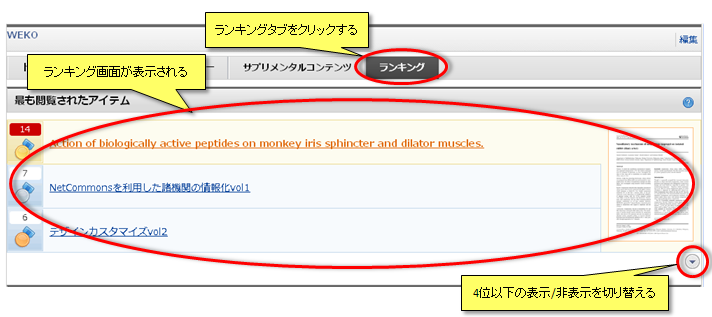 ランキングタブをクリックする
WEKO
編集
ランキング画面が表示される
サプリメンタルコンテンツ
ランキング
最も閲覧されたアイテム
14
Action of biologically active peptides on monkey iris sphincter and dilator muscles.
7
NetCommonsを利用した諸機関の情報化vol1
6
デザインカスタマイズvol2
4位以下の表示/非表示を切り替える